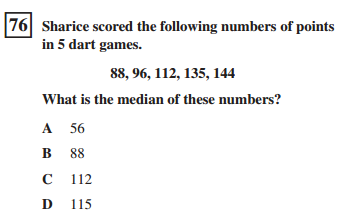 76 Sharice scored the following numbers of points
in 5 dart games.
88, 96, 112, 135, 144
What is the median of these numbers?
A 56
B 88
C 112
D 115